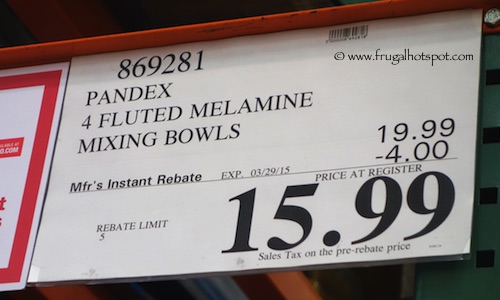 © www.frugalhotspot.com
869281
PANDEX
4 FLUTED MELAMINE
MIXING BOWLS
19.99
-4.00
Mfr's Instant Rebate EXP. 03/29/15 PRICE AT REGISTER
15.99
REBATE LIMIT
5
Sales Tax on the pre-rebate price